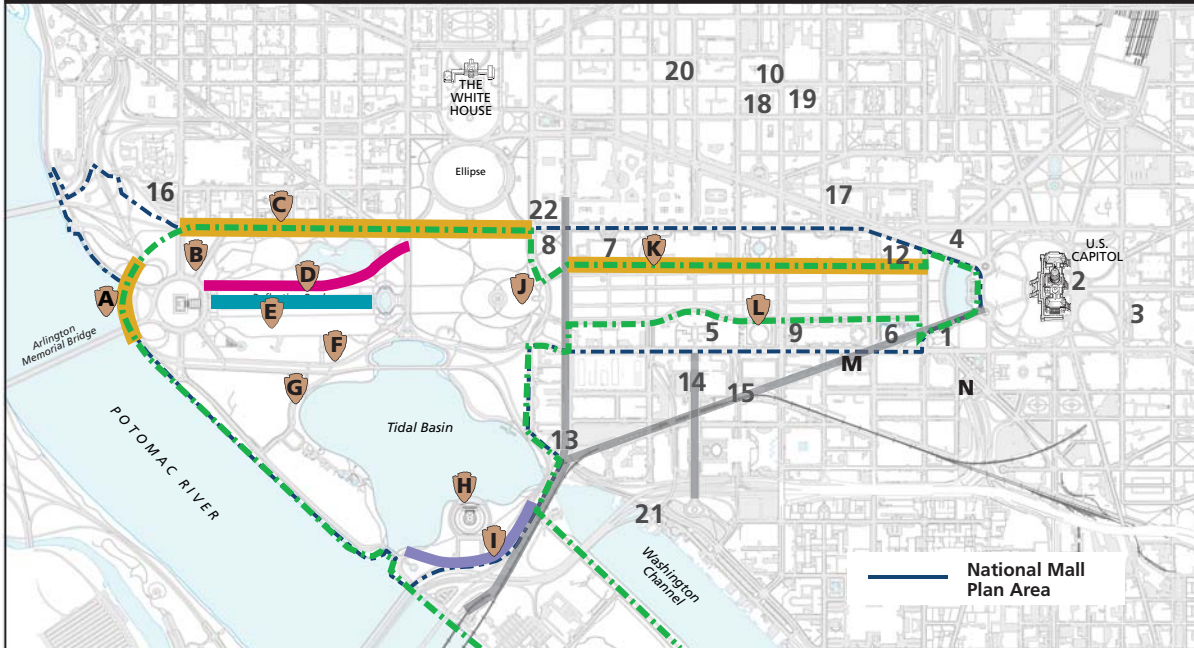 20
10
THE
WHITE
HOUSE
18
19
Ellipse
16
17
C
22
B
8
7
K
12
4
U.S.
CAPITOL
D
J
2
A
E
L
3
Arlington
Memorial Bridge
F
5
9
6
1
M
G
14
15
N
POTOMAC RIVER
Tidal Basin
13
H
21
I
Washington
Channel
National Mall
Plan Area